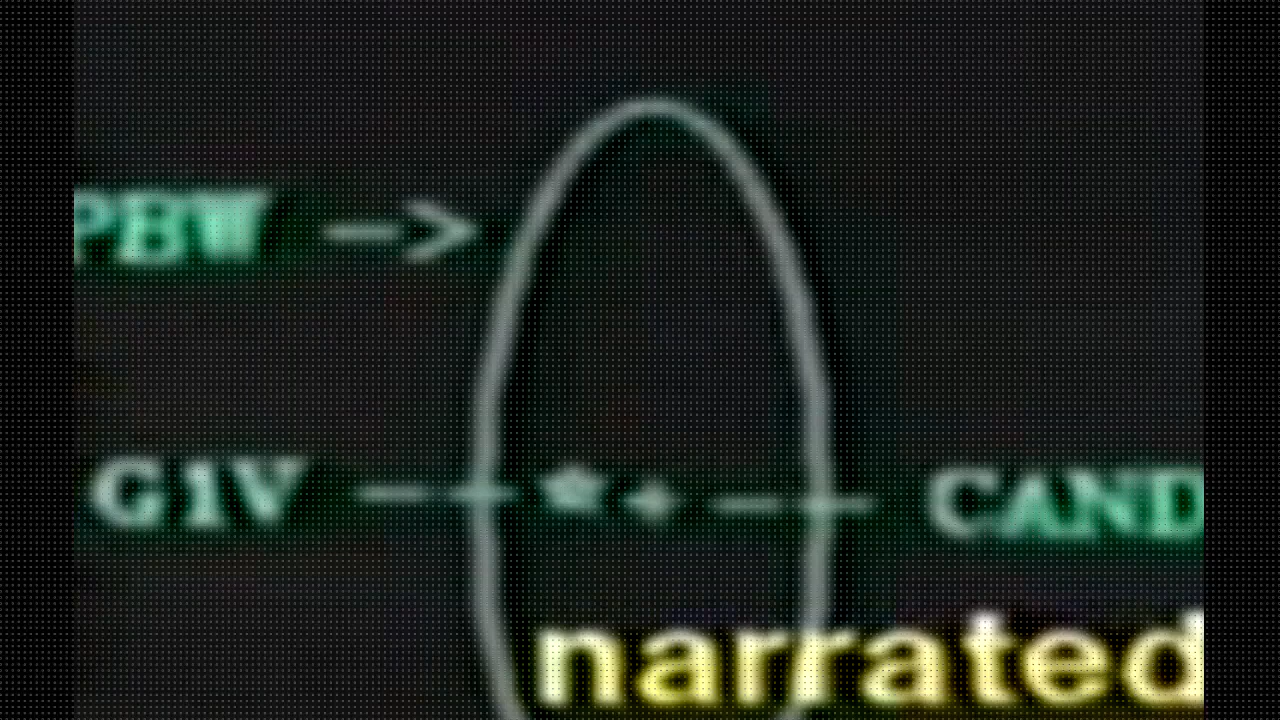 PBW —>
G1V — ★ + — CAND
narrated